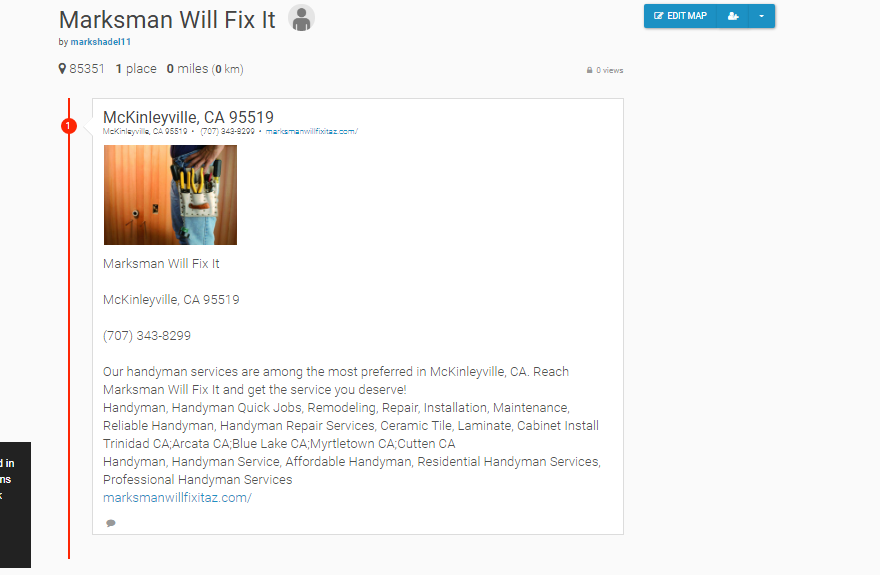 Marksman Will Fix It
by markshadel11
EDIT MAP
85351 1 place 0 miles (0 km)
0 views
1
McKinleyville, CA 95519
McKinleyville, CA 95519 • (707) 343-8299 • marksmanwillfixitaz.com/
Marksman Will Fix It
McKinleyville, CA 95519
(707) 343-8299
Our handyman services are among the most preferred in McKinleyville, CA. Reach
Marksman Will Fix It and get the service you deserve!
Handyman, Handyman Quick Jobs, Remodeling, Repair, Installation, Maintenance,
Reliable Handyman, Handyman Repair Services, Ceramic Tile, Laminate, Cabinet Install
Trinidad CA;Arcata CA;Blue Lake CA;Myrtletown CA;Cutten CA
Handyman, Handyman Service, Affordable Handyman, Residential Handyman Services,
Professional Handyman Services
marksmanwillfixitaz.com/
in